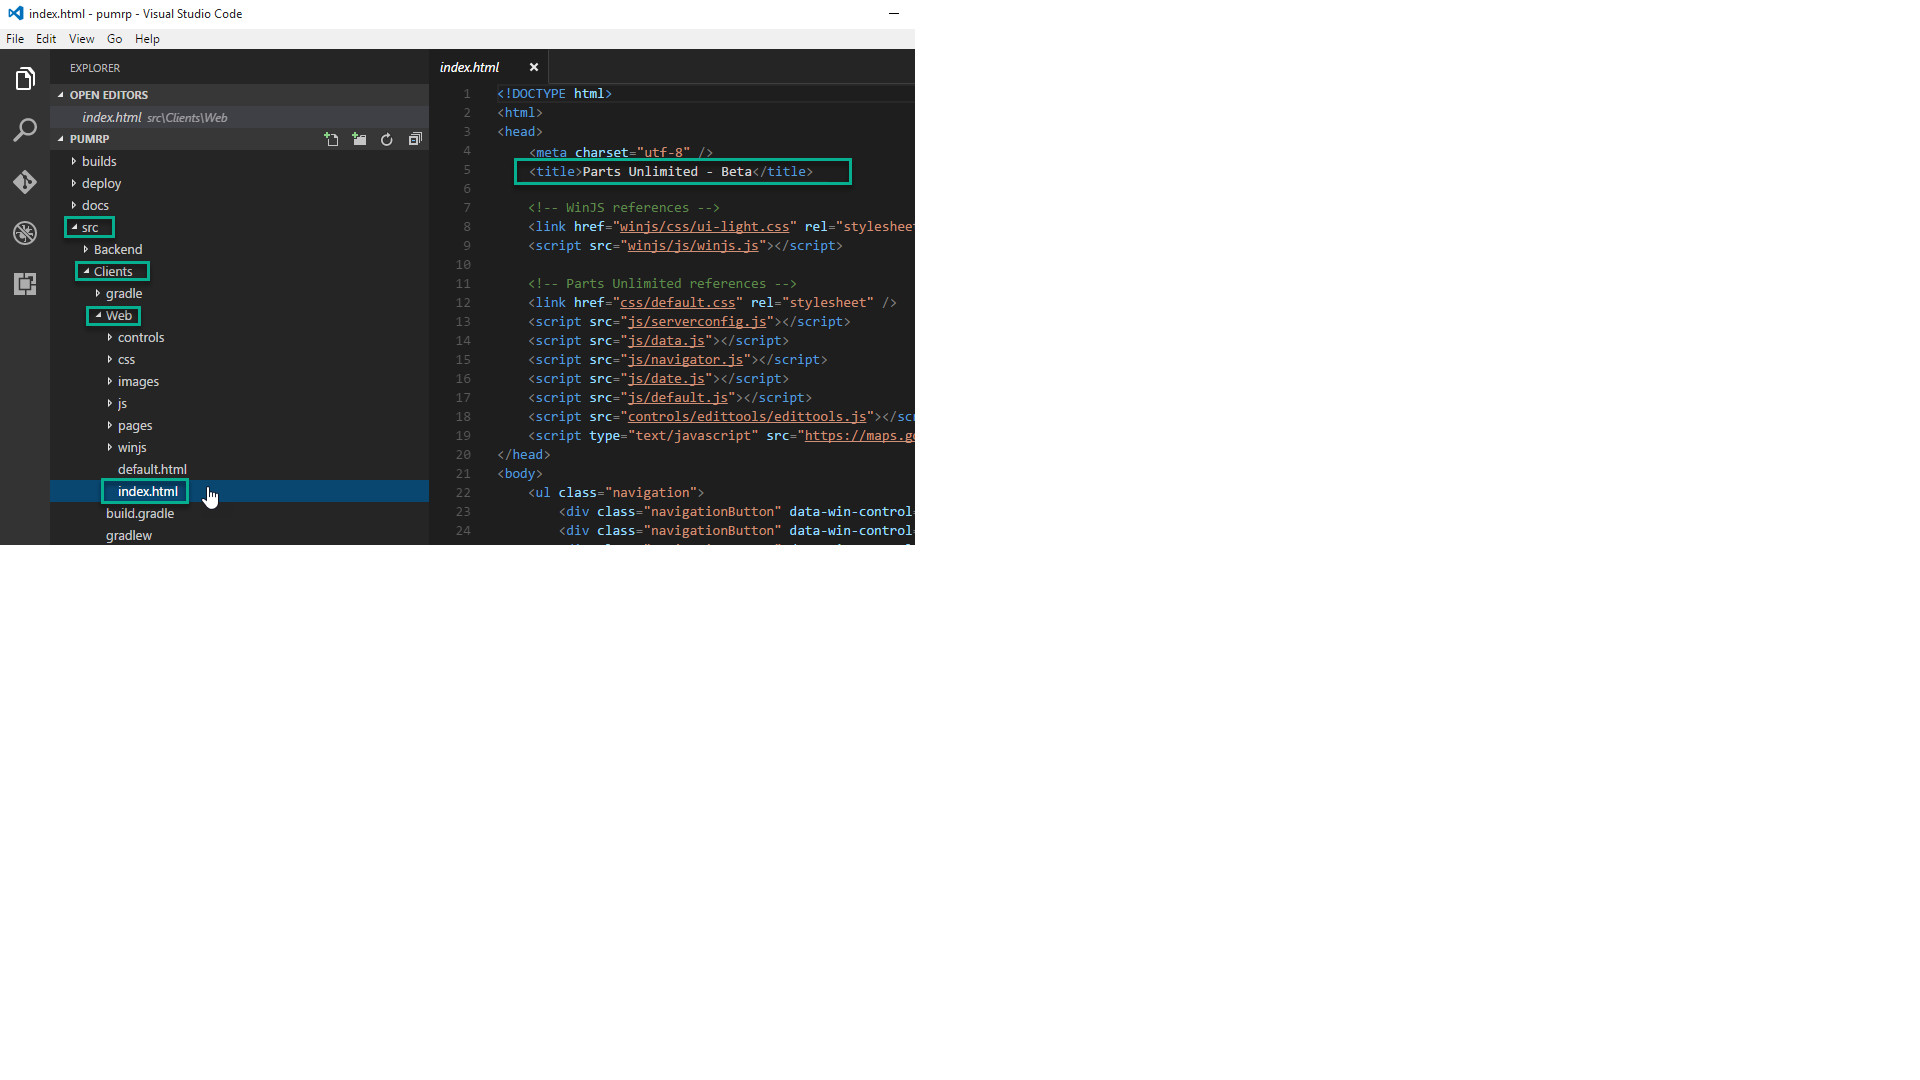 index.html - pumrp - Visual Studio Code
File Edit View Go Help
EXPLORER
OPEN EDITORS
index.html src\Clients\Web
PUMRP
builds
deploy
docs
src
Backend
Clients
gradle
Web
controls
css
images
js
pages
winjs
default.html
index.html
build.gradle
gradlew
index.html
1 <!DOCTYPE html>
2 <html>
3 <head>
4 <meta charset="utf-8" />
5 <title>Parts Unlimited - Beta</title>
6
7 <!-- WinJS references -->
8 <link href="winjs/css/ui-light.css" rel="styleshee
9 <script src="winjs/js/winjs.js"></script>
10
11 <!-- Parts Unlimited references -->
12 <link href="css/default.css" rel="stylesheet" />
13 <script src="js/serverconfig.js"></script>
14 <script src="js/data.js"></script>
15 <script src="js/navigator.js"></script>
16 <script src="js/date.js"></script>
17 <script src="js/default.js"></script>
18 <script src="controls/edittools/edittools.js"></scr
19 <script type="text/javascript" src="https://maps.go
20 </head>
21 <body>
22 <ul class="navigation">
23 <div class="navigationButton" data-win-control=
24 <div class="navigationButton" data-win-control=